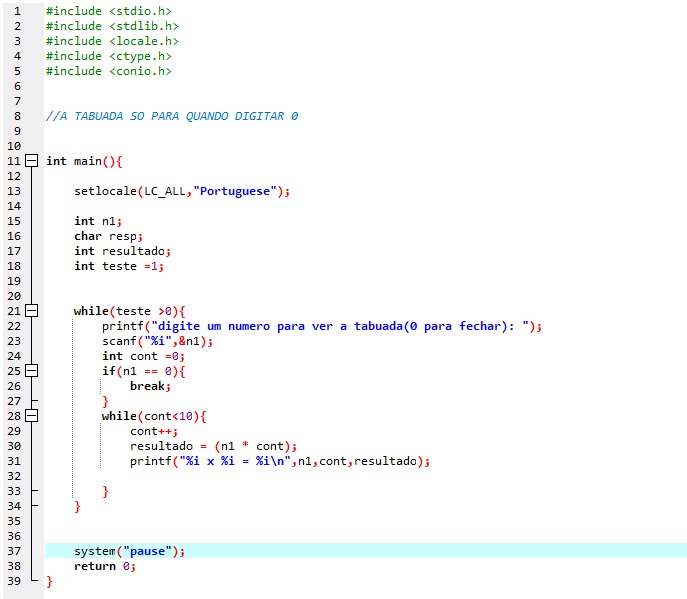 1 #include <stdio.h>
2 #include <stdlib.h>
3 #include <locale.h>
4 #include <ctype.h>
5 #include <conio.h>
6
7
8 //A TABUADA SO PARA QUANDO DIGITAR 0
9
10
11 int main(){
12
13 setlocale(LC_ALL,"Portuguese");
14
15 int n1;
16 char resp;
17 int resultado;
18 int teste =1;
19
20
21 while(teste >0){
22 printf("digite um numero para ver a tabuada(0 para fechar): ");
23 scanf("%i",&n1);
24 int cont =0;
25 if(n1 == 0){
26 break;
27 }
28 while(cont<10){
29 cont++;
30 resultado = (n1 * cont);
31 printf("%i x %i = %i\n",n1,cont,resultado);
32
33 }
34 }
35
36
37 system("pause");
38 return 0;
39 }